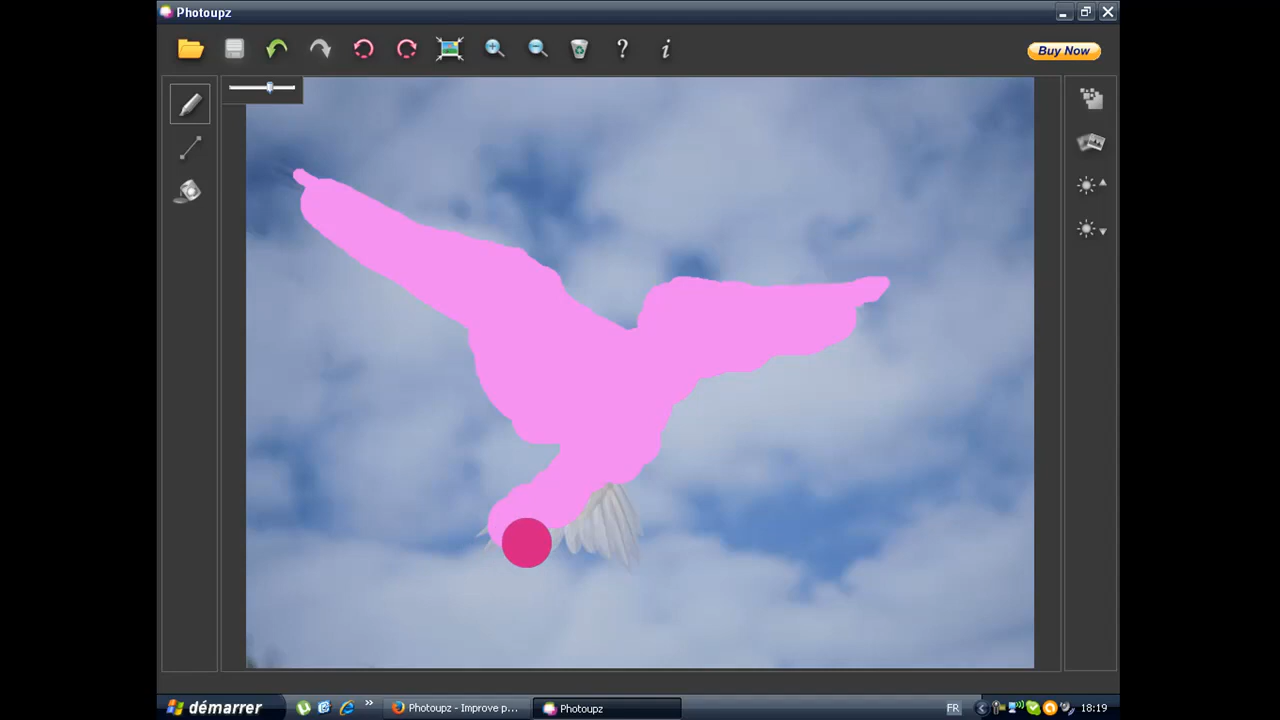 Photoupz
? i
Buy Now
démarrer
» Photoupz - Improve p...
Photoupz
FR
18:19